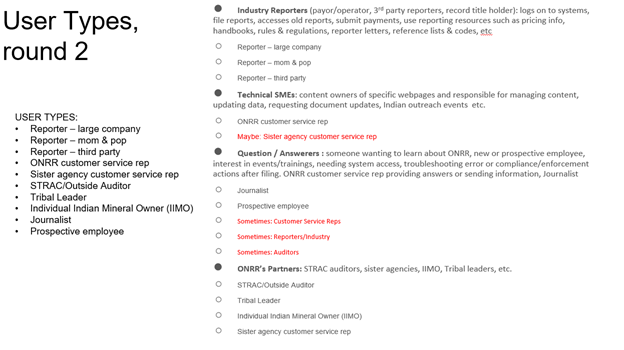 User Types,
round 2
USER TYPES:
• Reporter – large company
• Reporter – mom & pop
• Reporter – third party
• ONRR customer service rep
• Sister agency customer service rep
• STRAC/Outside Auditor
• Tribal Leader
• Individual Indian Mineral Owner (IIMO)
• Journalist
• Prospective employee
● Industry Reporters (payor/operator, 3rd party reporters, record title holder): logs on to systems,
file reports, accesses old reports, submit payments, use reporting resources such as pricing info,
handbooks, rules & regulations, reporter letters, reference lists & codes, etc
○ Reporter – large company
○ Reporter – mom & pop
○ Reporter – third party
● Technical SMEs: content owners of specific webpages and responsible for managing content,
updating data, requesting document updates, Indian outreach events etc.
○ ONRR customer service rep
○ Maybe: Sister agency customer service rep
● Question / Answerers : someone wanting to learn about ONRR, new or prospective employee,
interest in events/trainings, needing system access, troubleshooting error or compliance/enforcement
actions after filing. ONRR customer service rep providing answers or sending information, Journalist
○ Journalist
○ Prospective employee
○ Sometimes: Customer Service Reps
○ Sometimes: Reporters/Industry
○ Sometimes: Auditors
● ONRR's Partners: STRAC auditors, sister agencies, IIMO, Tribal leaders, etc.
○ STRAC/Outside Auditor
○ Tribal Leader
○ Individual Indian Mineral Owner (IIMO)
○ Sister agency customer service rep